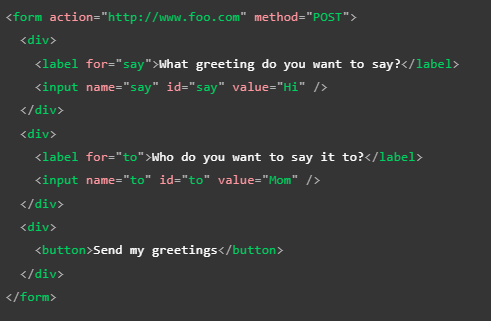 <form action="http://www.foo.com" method="POST">
  <div>
    <label for="say">What greeting do you want to say?</label>
    <input name="say" id="say" value="Hi" />
  </div>
  <div>
    <label for="to">Who do you want to say it to?</label>
    <input name="to" id="to" value="Mom" />
  </div>
  <div>
    <button>Send my greetings</button>
  </div>
</form>